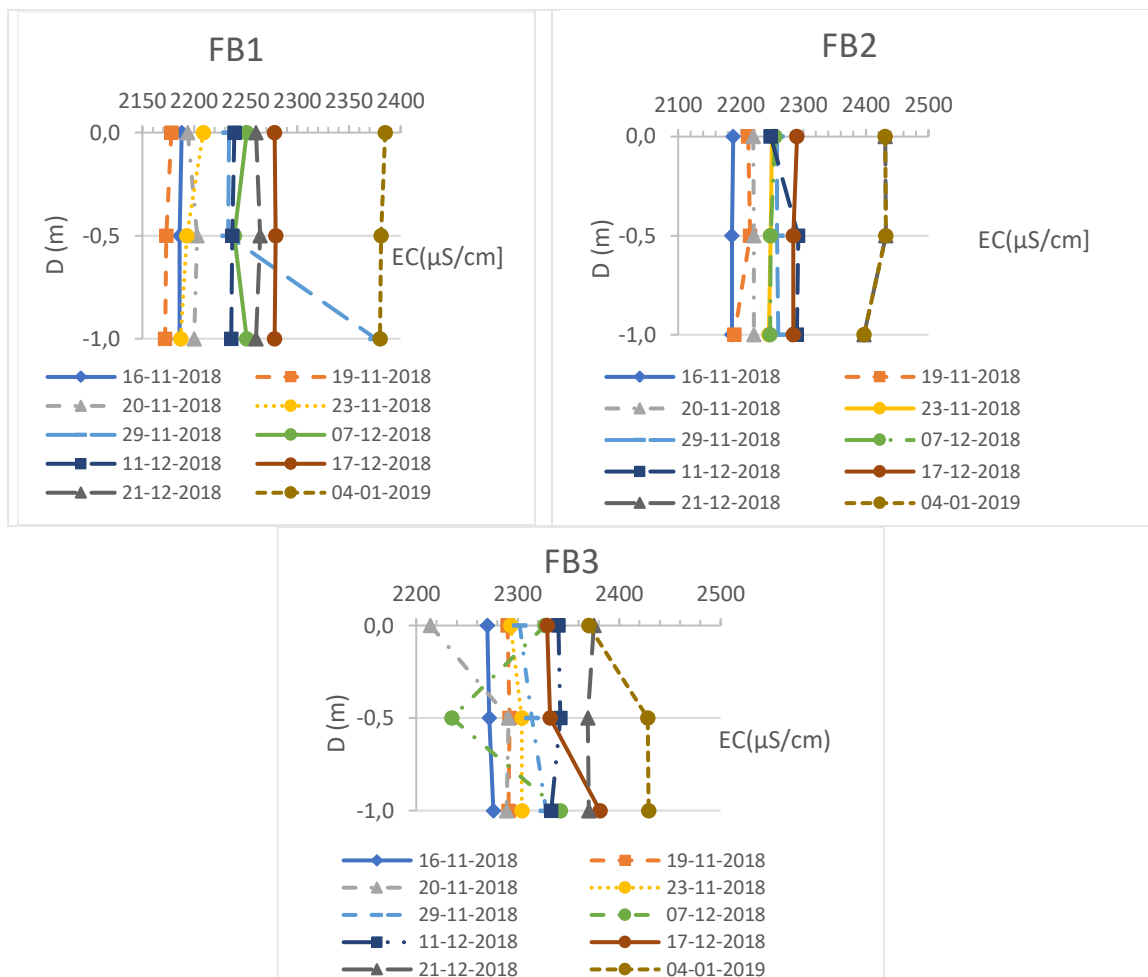 FB1
2150 2200 2250 2300 2350 2400
0,0
-0,5
-1,0
D (m)
EC(µS/cm]
16-11-2018 19-11-2018
20-11-2018 23-11-2018
29-11-2018 07-12-2018
11-12-2018 17-12-2018
21-12-2018 04-01-2019
FB2
2100 2200 2300 2400 2500
0,0
-0,5
-1,0
D (m)
EC(µS/cm]
16-11-2018 19-11-2018
20-11-2018 23-11-2018
29-11-2018 07-12-2018
11-12-2018 17-12-2018
21-12-2018 04-01-2019
FB3
2200 2300 2400 2500
0,0
-0,5
-1,0
D (m)
EC(µS/cm)
16-11-2018 19-11-2018
20-11-2018 23-11-2018
29-11-2018 07-12-2018
11-12-2018 17-12-2018
21-12-2018 04-01-2019